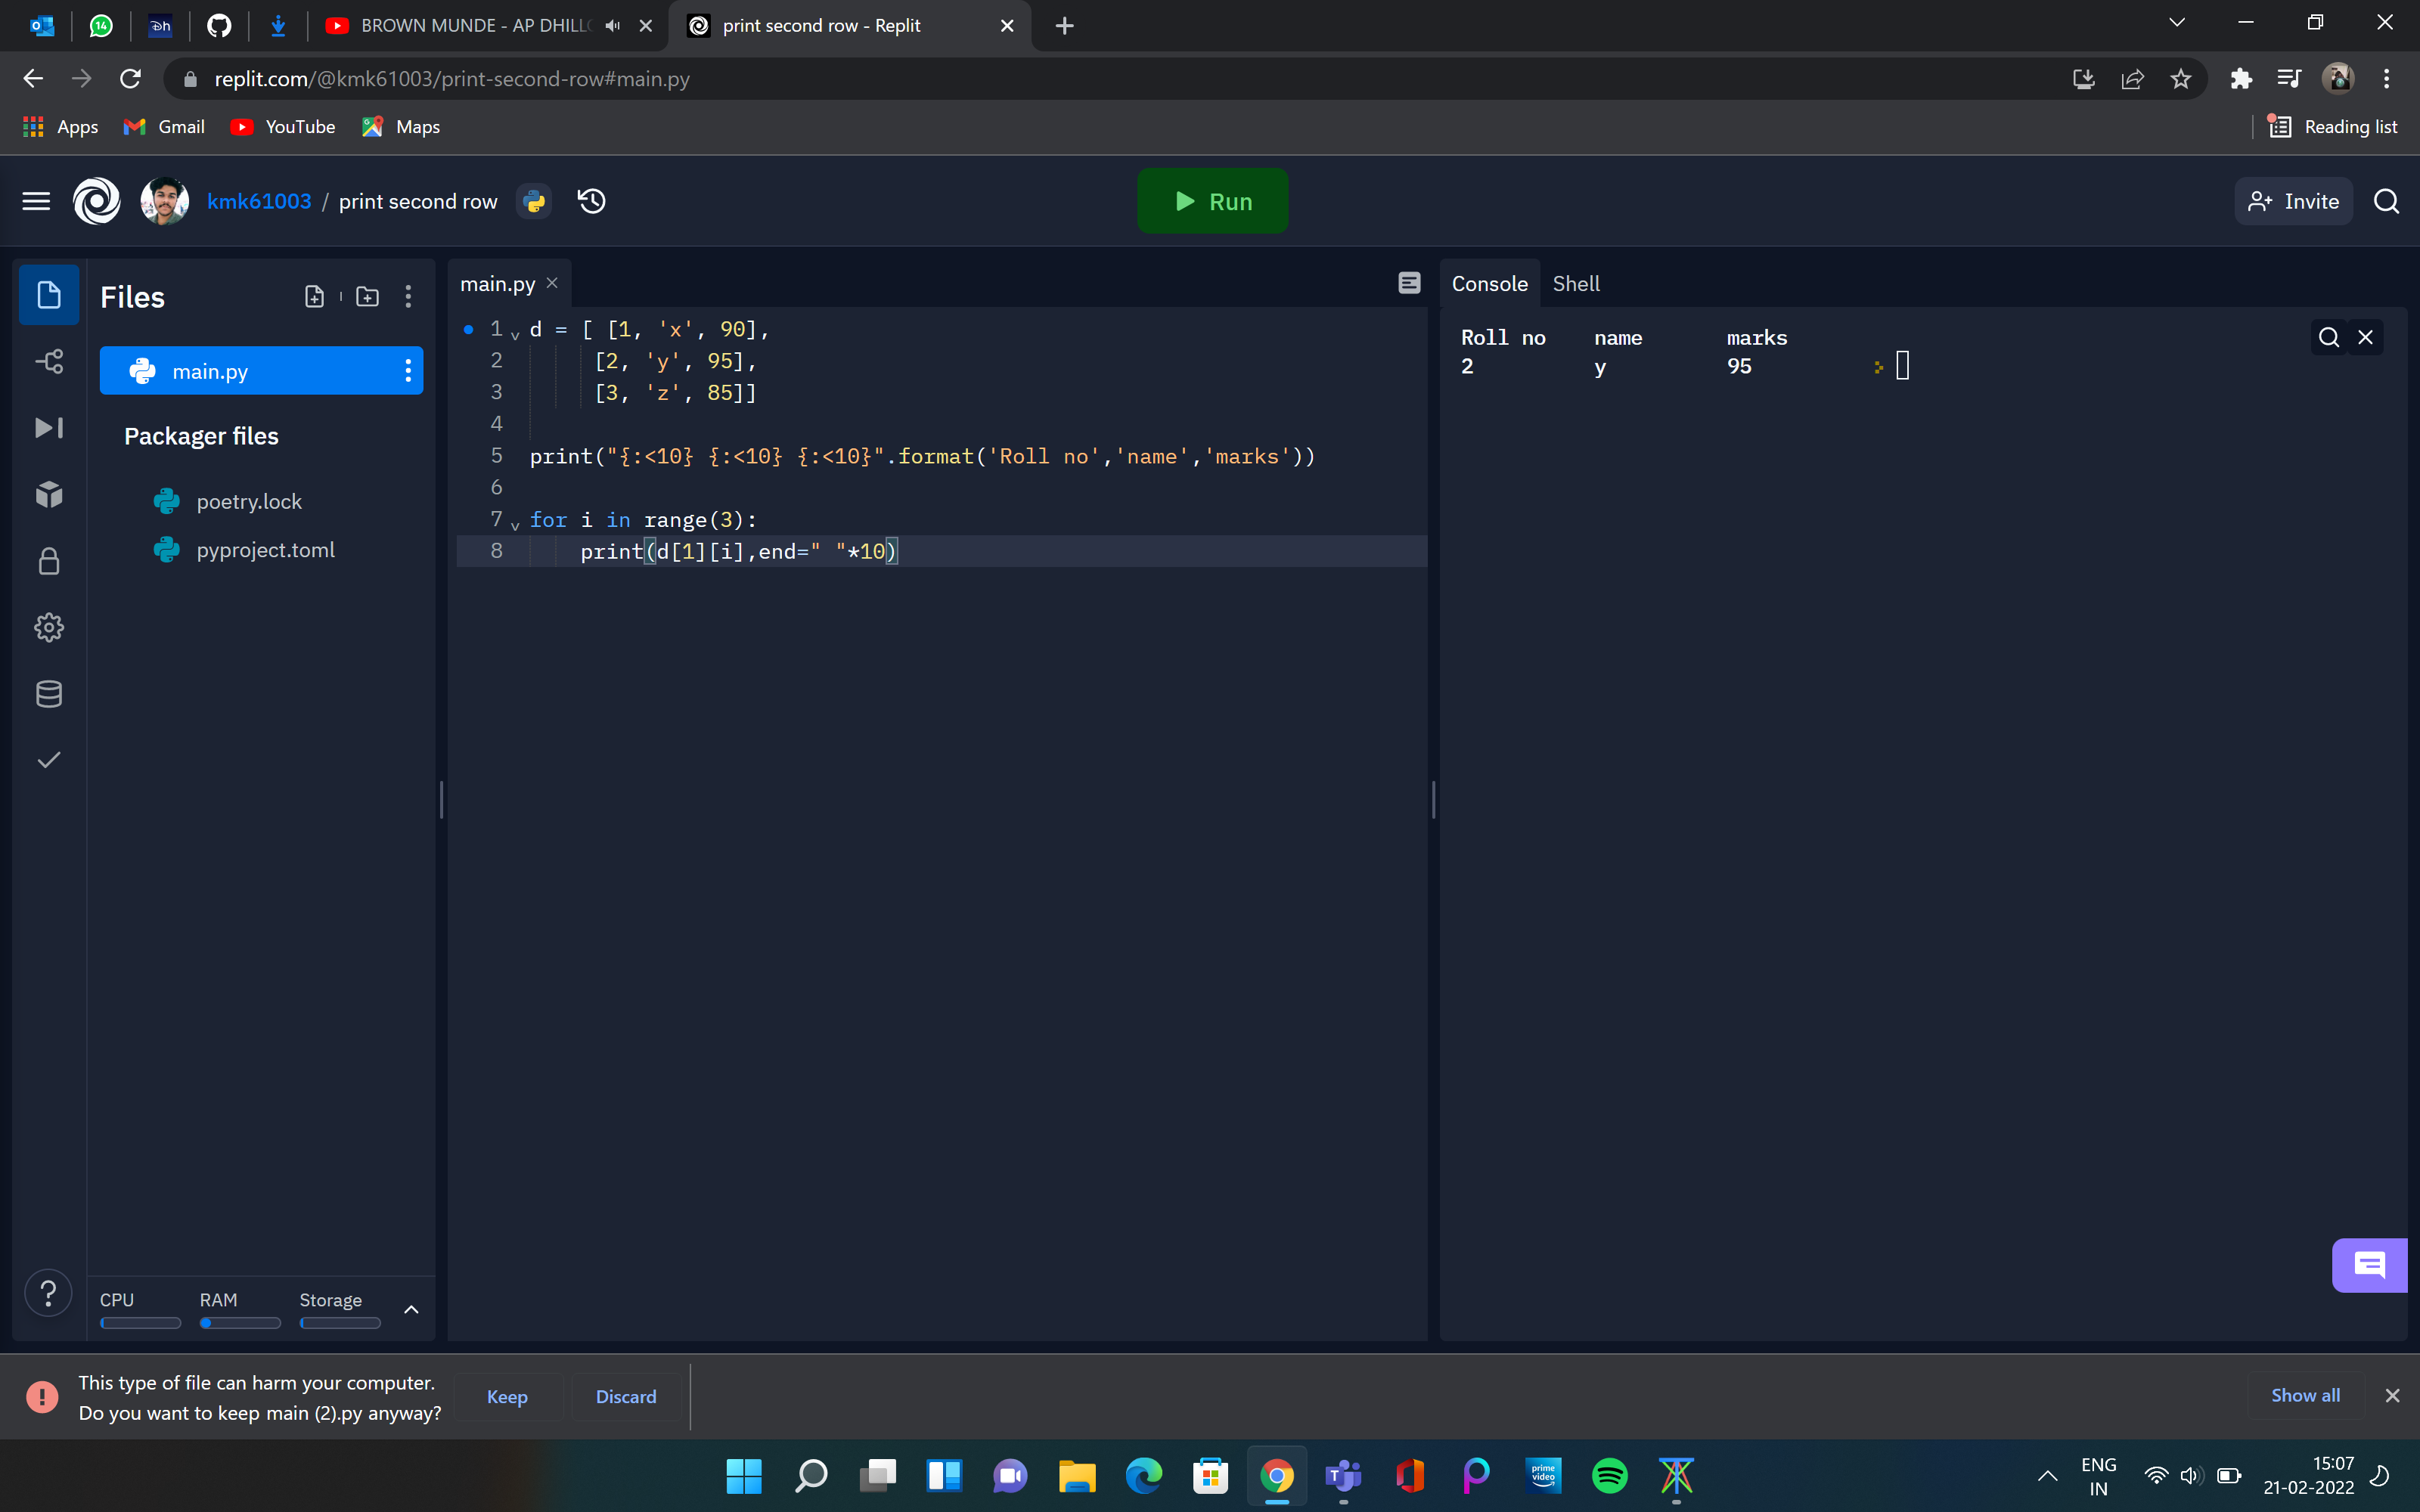 14
BROWN MUNDE - AP DHILL
print second row - Replit
replit.com/@kmk61003/print-second-row#main.py
Apps
Gmail
YouTube
Maps
Reading list
kmk61003 / print second row
Run
Invite
Files
main.py
Packager files
poetry.lock
pyproject.toml
CPU
RAM
Storage
main.py
1 d = [ [1, 'x', 90],
2 [2, 'y', 95],
3 [3, 'z', 85]]
4
5 print("{:<10} {:<10} {:<10}".format('Roll no','name','marks'))
6
7 for i in range(3):
8 print(d[1][i],end=" "*10)
Console
Shell
Roll no name marks
2 y 95
This type of file can harm your computer.
Do you want to keep main (2).py anyway?
Keep
Discard
Show all
prime
video
ENG
IN
15:07
21-02-2022